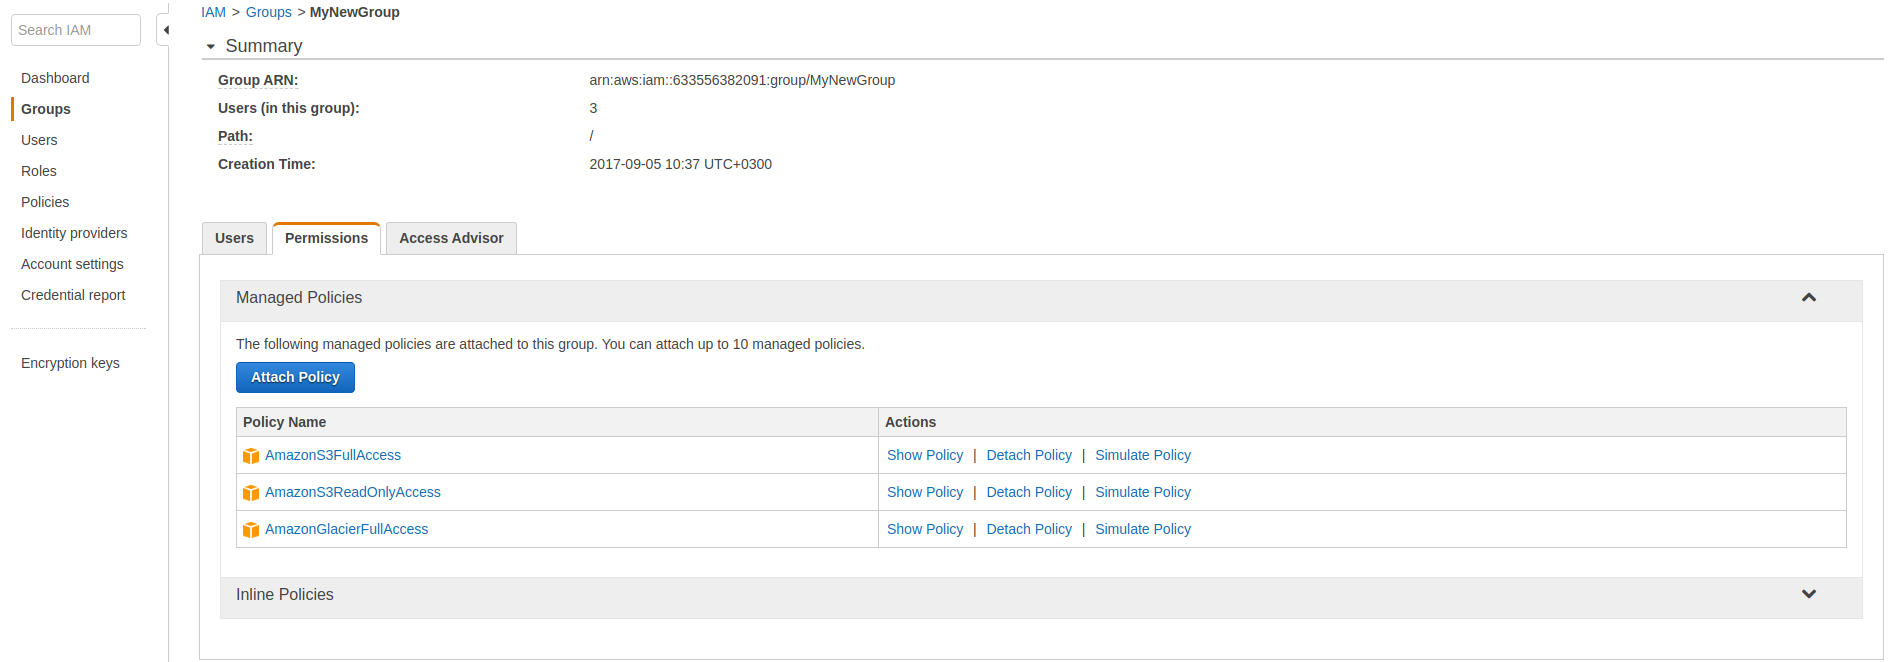 Search IAM
Dashboard
Groups
Users
Roles
Policies
Identity providers
Account settings
Credential report
Encryption keys
IAM > Groups > MyNewGroup
Summary
Group ARN: arn:aws:iam::633556382091:group/MyNewGroup
Users (in this group): 3
Path: /
Creation Time: 2017-09-05 10:37 UTC+0300
Users Permissions Access Advisor
Managed Policies
The following managed policies are attached to this group. You can attach up to 10 managed policies.
Attach Policy
Policy Name Actions
AmazonS3FullAccess Show Policy | Detach Policy | Simulate Policy
AmazonS3ReadOnlyAccess Show Policy | Detach Policy | Simulate Policy
AmazonGlacierFullAccess Show Policy | Detach Policy | Simulate Policy
Inline Policies